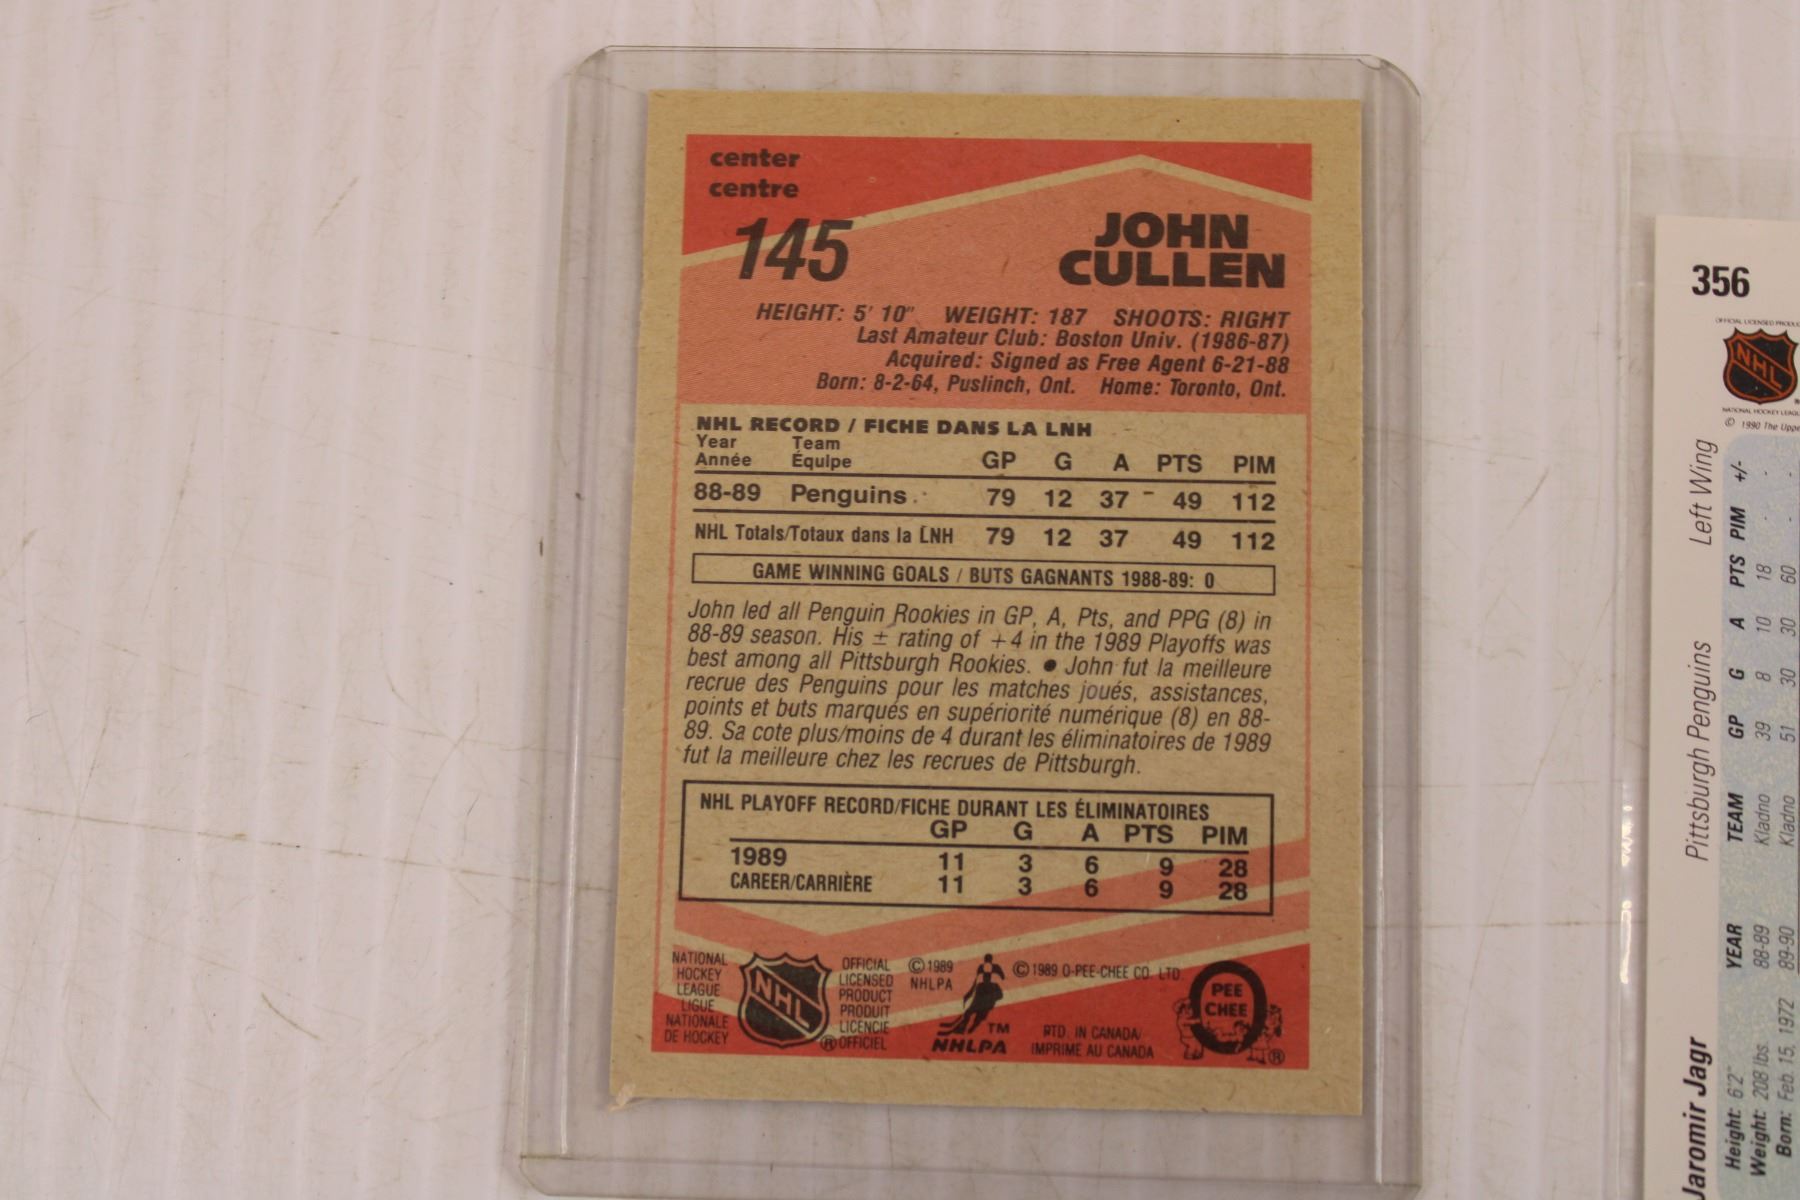 center
centre
145
JOHN
CULLEN
HEIGHT: 5' 10" WEIGHT: 187 SHOOTS: RIGHT
Last Amateur Club: Boston Univ. (1986-87)
Acquired: Signed as Free Agent 6-21-88
Born: 8-2-64, Puslinch, Ont. Home: Toronto, Ont.
NHL RECORD / FICHE DANS LA LNH
Year Team
Année Équipe GP G A PTS PIM
88-89 Penguins 79 12 37 49 112
NHL Totals/Totaux dans la LNH 79 12 37 49 112
GAME WINNING GOALS / BUTS GAGNANTS 1988-89: 0
John led all Penguin Rookies in GP, A, Pts, and PPG (8) in
88-89 season. His ± rating of +4 in the 1989 Playoffs was
best among all Pittsburgh Rookies. ● John fut la meilleure
recrue des Penguins pour les matches joués, assistances,
points et buts marqués en supériorité numérique (8) en 88-
89. Sa cote plus/moins de 4 durant les éliminatoires de 1989
fut la meilleure chez les recrues de Pittsburgh.
NHL PLAYOFF RECORD/FICHE DURANT LES ÉLIMINATOIRES
GP G A PTS PIM
1989 11 3 6 9 28
CAREER/CARRIÈRE 11 3 6 9 28
NATIONAL
HOCKEY
LEAGUE
LIGUE
NATIONALE
DE HOCKEY
NHL
®
OFFICIAL
LICENSED
PRODUCT
PRODUIT
LICENCIE
OFFICIEL
© 1989
NHLPA
TM
NHLPA
© 1989 O-PEE-CHEE CO. LTD.
PTD. IN CANADA/
IMPRIMÉ AU CANADA
O
PEE
CHEE
®
356
OFFICIAL LICENSED
NHL
®
NATIONAL HOCKEY
© 1990 The
Jaromir Jagr Pittsburgh Penguins Left Wing
Height: 6'2" YEAR TEAM GP G A PTS PIM +/-
Weight: 208 lbs. 88-89 Kladno 39 8 10 18 - -
Born: Feb. 15, 1972 89-90 Kladno 51 30 30 60 - -